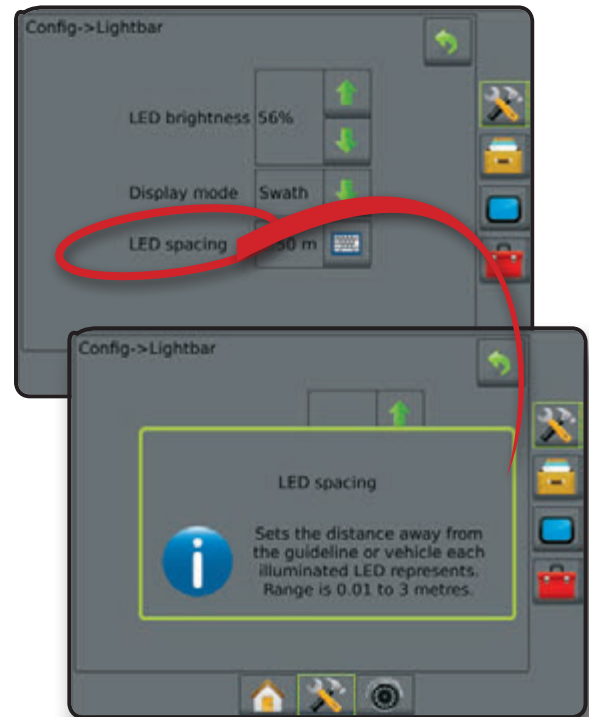 Config->Lightbar
LED brightness 56%
Display mode Swath
LED spacing m
Config->Lightbar
LED spacing
Sets the distance away from
the guideline or vehicle each
illuminated LED represents.
Range is 0.01 to 3 metres.